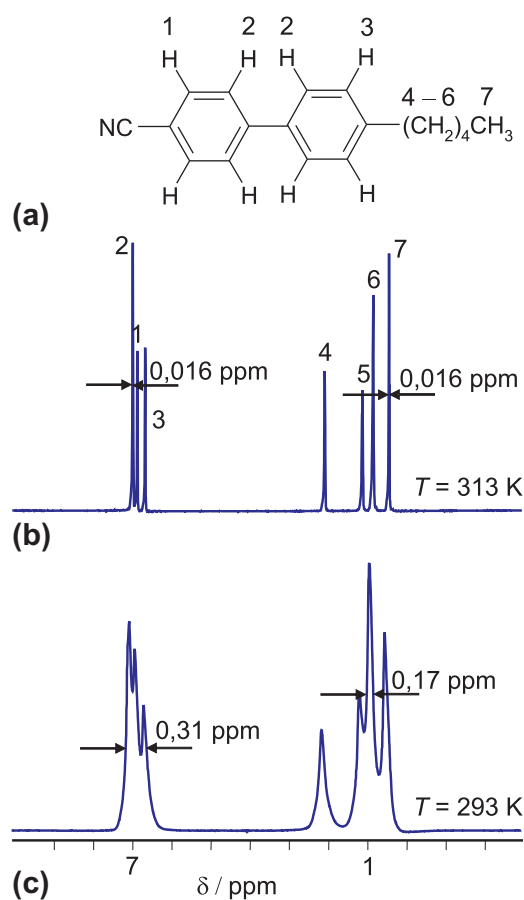 1 2 2 3
H H H H
4 – 6 7
NC (CH2)4CH3
H H H H
(a)
2 7
6
1 4 5
0,016 ppm 0,016 ppm
3
T = 313 K
(b)
0,17 ppm
0,31 ppm
T = 293 K
7 1
(c) δ / ppm